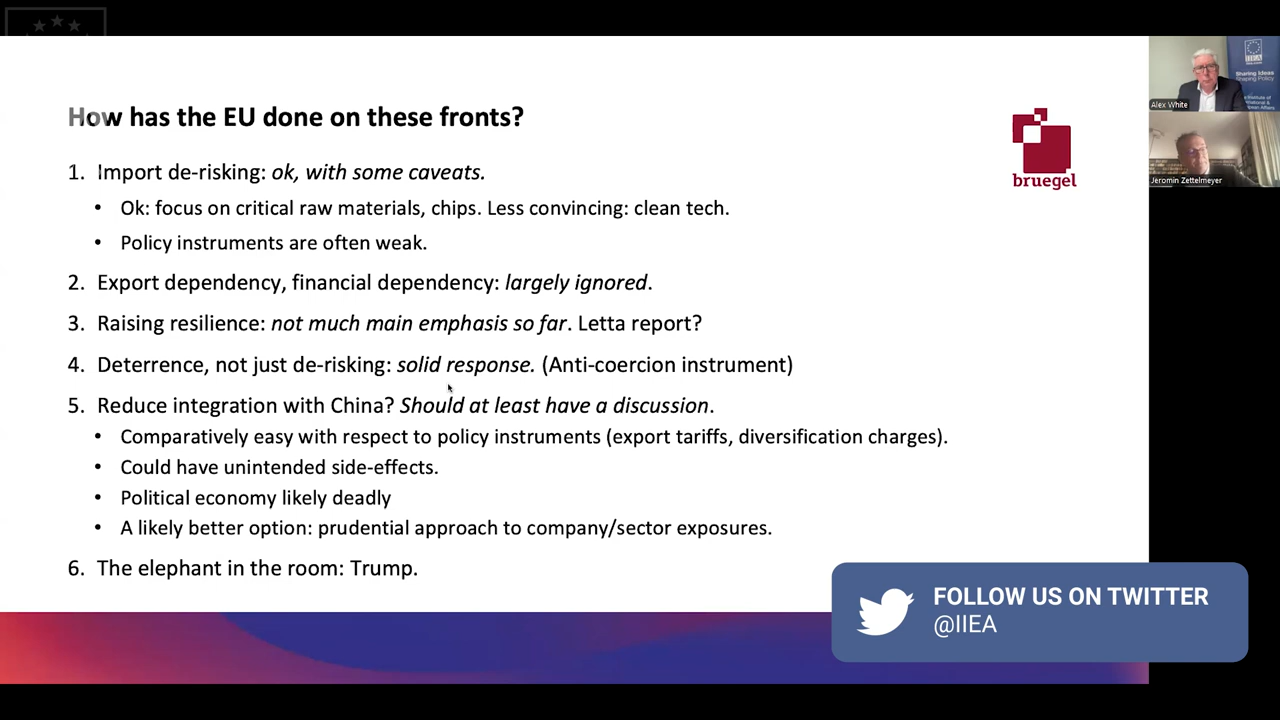 How has the EU done on these fronts?
1. Import de-risking: ok, with some caveats.
• Ok: focus on critical raw materials, chips. Less convincing: clean tech.
• Policy instruments are often weak.
2. Export dependency, financial dependency: largely ignored.
3. Raising resilience: not much main emphasis so far. Letta report?
4. Deterrence, not just de-risking: solid response. (Anti-coercion instrument)
5. Reduce integration with China? Should at least have a discussion.
• Comparatively easy with respect to policy instruments (export tariffs, diversification charges).
• Could have unintended side-effects.
• Political economy likely deadly
• A likely better option: prudential approach to company/sector exposures.
6. The elephant in the room: Trump.
bruegel
IIEA
Sharing Ideas
Shaping Policy
Alex White
Jeromin Zettelmeyer
FOLLOW US ON TWITTER
@IIEA